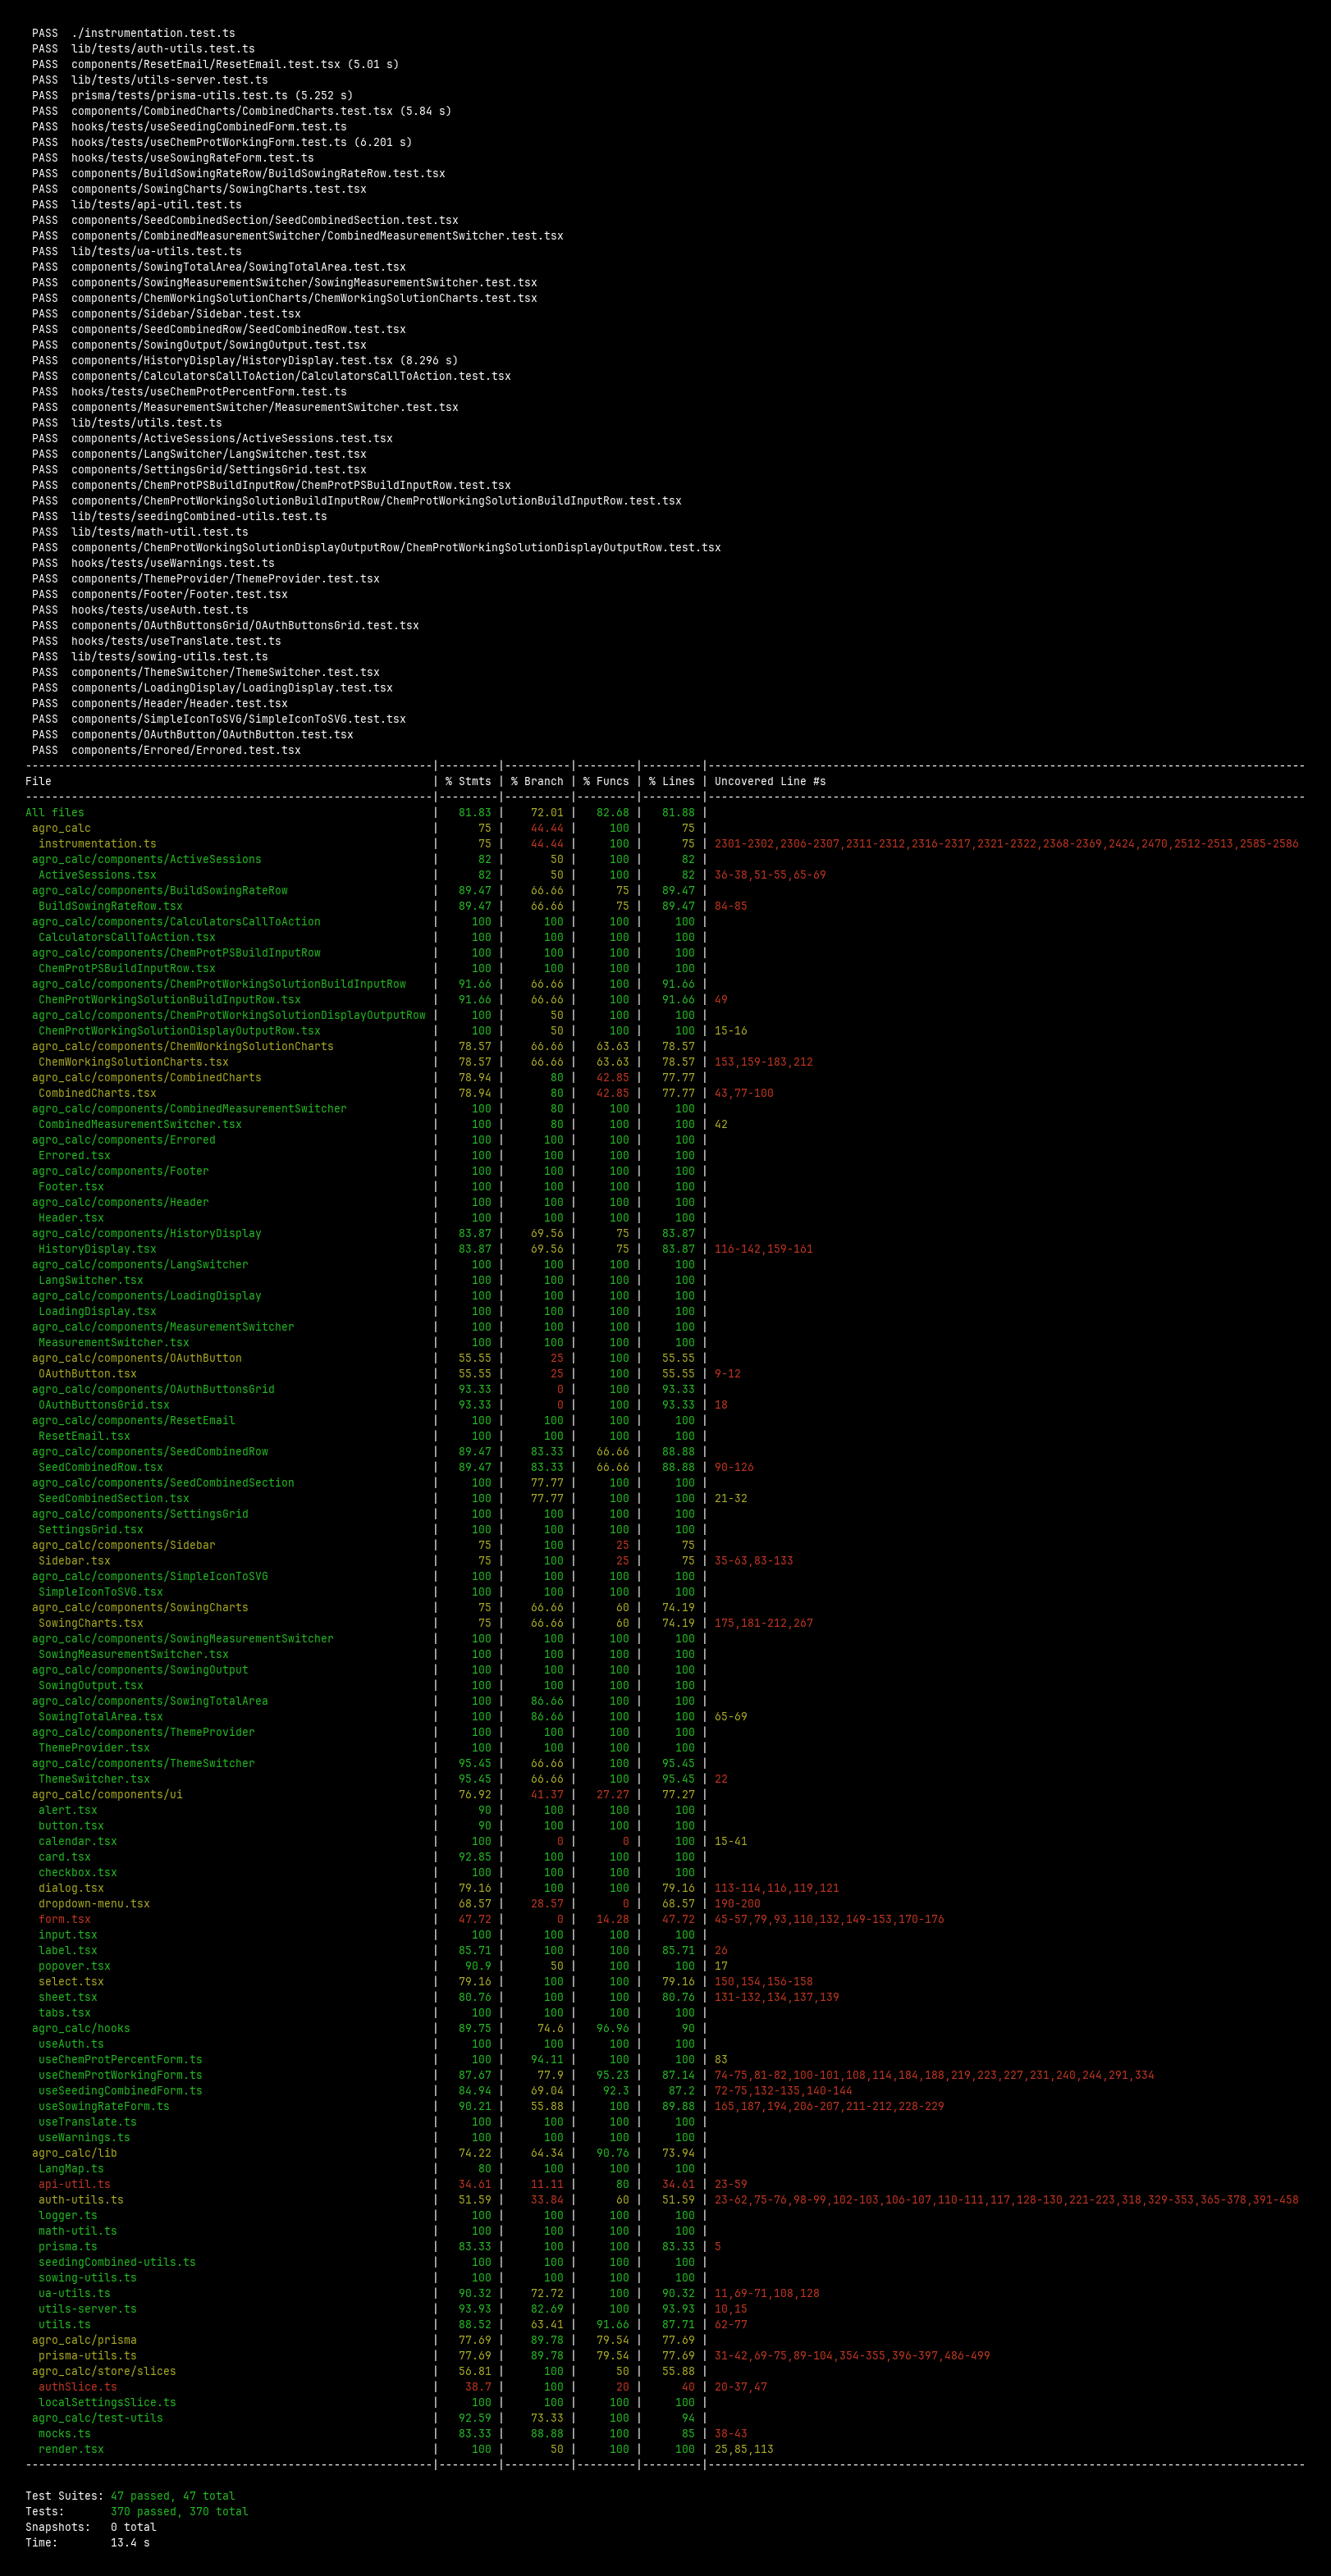 PASS  ./instrumentation.test.ts
PASS  lib/tests/auth-utils.test.ts
PASS  components/ResetEmail/ResetEmail.test.tsx (5.01 s)
PASS  lib/tests/utils-server.test.ts
PASS  prisma/tests/prisma-utils.test.ts (5.252 s)
PASS  components/CombinedCharts/CombinedCharts.test.tsx (5.84 s)
PASS  hooks/tests/useSeedingCombinedForm.test.ts
PASS  hooks/tests/useChemProtWorkingForm.test.ts (6.201 s)
PASS  hooks/tests/useSowingRateForm.test.ts
PASS  components/BuildSowingRateRow/BuildSowingRateRow.test.tsx
PASS  components/SowingCharts/SowingCharts.test.tsx
PASS  lib/tests/api-util.test.ts
PASS  components/SeedCombinedSection/SeedCombinedSection.test.tsx
PASS  components/CombinedMeasurementSwitcher/CombinedMeasurementSwitcher.test.tsx
PASS  lib/tests/ua-utils.test.ts
PASS  components/SowingTotalArea/SowingTotalArea.test.tsx
PASS  components/SowingMeasurementSwitcher/SowingMeasurementSwitcher.test.tsx
PASS  components/ChemWorkingSolutionCharts/ChemWorkingSolutionCharts.test.tsx
PASS  components/Sidebar/Sidebar.test.tsx
PASS  components/SeedCombinedRow/SeedCombinedRow.test.tsx
PASS  components/SowingOutput/SowingOutput.test.tsx
PASS  components/HistoryDisplay/HistoryDisplay.test.tsx (8.296 s)
PASS  components/CalculatorsCallToAction/CalculatorsCallToAction.test.tsx
PASS  hooks/tests/useChemProtPercentForm.test.ts
PASS  components/MeasurementSwitcher/MeasurementSwitcher.test.tsx
PASS  lib/tests/utils.test.ts
PASS  components/ActiveSessions/ActiveSessions.test.tsx
PASS  components/LangSwitcher/LangSwitcher.test.tsx
PASS  components/SettingsGrid/SettingsGrid.test.tsx
PASS  components/ChemProtPSBuildInputRow/ChemProtPSBuildInputRow.test.tsx
PASS  components/ChemProtWorkingSolutionBuildInputRow/ChemProtWorkingSolutionBuildInputRow.test.tsx
PASS  lib/tests/seedingCombined-utils.test.ts
PASS  lib/tests/math-util.test.ts
PASS  components/ChemProtWorkingSolutionDisplayOutputRow/ChemProtWorkingSolutionDisplayOutputRow.test.tsx
PASS  hooks/tests/useWarnings.test.ts
PASS  components/ThemeProvider/ThemeProvider.test.tsx
PASS  components/Footer/Footer.test.tsx
PASS  hooks/tests/useAuth.test.ts
PASS  components/OAuthButtonsGrid/OAuthButtonsGrid.test.tsx
PASS  hooks/tests/useTranslate.test.ts
PASS  lib/tests/sowing-utils.test.ts
PASS  components/ThemeSwitcher/ThemeSwitcher.test.tsx
PASS  components/LoadingDisplay/LoadingDisplay.test.tsx
PASS  components/Header/Header.test.tsx
PASS  components/SimpleIconToSVG/SimpleIconToSVG.test.tsx
PASS  components/OAuthButton/OAuthButton.test.tsx
PASS  components/Errored/Errored.test.tsx
File | % Stmts | % Branch | % Funcs | % Lines | Uncovered Line #s
All files | 81.83 | 72.01 | 82.68 | 81.88 |
agro_calc | 75 | 44.44 | 100 | 75 |
instrumentation.ts | 75 | 44.44 | 100 | 75 | 2301-2302,2306-2307,2311-2312,2316-2317,2321-2322,2368-2369,2424,2470,2512-2513,2585-2586
agro_calc/components/ActiveSessions | 82 | 50 | 100 | 82 |
ActiveSessions.tsx | 82 | 50 | 100 | 82 | 36-38,51-55,65-69
agro_calc/components/BuildSowingRateRow | 89.47 | 66.66 | 75 | 89.47 |
BuildSowingRateRow.tsx | 89.47 | 66.66 | 75 | 89.47 | 84-85
agro_calc/components/CalculatorsCallToAction | 100 | 100 | 100 | 100 |
CalculatorsCallToAction.tsx | 100 | 100 | 100 | 100 |
agro_calc/components/ChemProtPSBuildInputRow | 100 | 100 | 100 | 100 |
ChemProtPSBuildInputRow.tsx | 100 | 100 | 100 | 100 |
agro_calc/components/ChemProtWorkingSolutionBuildInputRow | 91.66 | 66.66 | 100 | 91.66 |
ChemProtWorkingSolutionBuildInputRow.tsx | 91.66 | 66.66 | 100 | 91.66 | 49
agro_calc/components/ChemProtWorkingSolutionDisplayOutputRow | 100 | 50 | 100 | 100 |
ChemProtWorkingSolutionDisplayOutputRow.tsx | 100 | 50 | 100 | 100 | 15-16
agro_calc/components/ChemWorkingSolutionCharts | 78.57 | 66.66 | 63.63 | 78.57 |
ChemWorkingSolutionCharts.tsx | 78.57 | 66.66 | 63.63 | 78.57 | 153,159-183,212
agro_calc/components/CombinedCharts | 78.94 | 80 | 42.85 | 77.77 |
CombinedCharts.tsx | 78.94 | 80 | 42.85 | 77.77 | 43,77-100
agro_calc/components/CombinedMeasurementSwitcher | 100 | 80 | 100 | 100 |
CombinedMeasurementSwitcher.tsx | 100 | 80 | 100 | 100 | 42
agro_calc/components/Errored | 100 | 100 | 100 | 100 |
Errored.tsx | 100 | 100 | 100 | 100 |
agro_calc/components/Footer | 100 | 100 | 100 | 100 |
Footer.tsx | 100 | 100 | 100 | 100 |
agro_calc/components/Header | 100 | 100 | 100 | 100 |
Header.tsx | 100 | 100 | 100 | 100 |
agro_calc/components/HistoryDisplay | 83.87 | 69.56 | 75 | 83.87 |
HistoryDisplay.tsx | 83.87 | 69.56 | 75 | 83.87 | 116-142,159-161
agro_calc/components/LangSwitcher | 100 | 100 | 100 | 100 |
LangSwitcher.tsx | 100 | 100 | 100 | 100 |
agro_calc/components/LoadingDisplay | 100 | 100 | 100 | 100 |
LoadingDisplay.tsx | 100 | 100 | 100 | 100 |
agro_calc/components/MeasurementSwitcher | 100 | 100 | 100 | 100 |
MeasurementSwitcher.tsx | 100 | 100 | 100 | 100 |
agro_calc/components/OAuthButton | 55.55 | 25 | 100 | 55.55 |
OAuthButton.tsx | 55.55 | 25 | 100 | 55.55 | 9-12
agro_calc/components/OAuthButtonsGrid | 93.33 | 0 | 100 | 93.33 |
OAuthButtonsGrid.tsx | 93.33 | 0 | 100 | 93.33 | 18
agro_calc/components/ResetEmail | 100 | 100 | 100 | 100 |
ResetEmail.tsx | 100 | 100 | 100 | 100 |
agro_calc/components/SeedCombinedRow | 89.47 | 83.33 | 66.66 | 88.88 |
SeedCombinedRow.tsx | 89.47 | 83.33 | 66.66 | 88.88 | 90-126
agro_calc/components/SeedCombinedSection | 100 | 77.77 | 100 | 100 |
SeedCombinedSection.tsx | 100 | 77.77 | 100 | 100 | 21-32
agro_calc/components/SettingsGrid | 100 | 100 | 100 | 100 |
SettingsGrid.tsx | 100 | 100 | 100 | 100 |
agro_calc/components/Sidebar | 75 | 100 | 25 | 75 |
Sidebar.tsx | 75 | 100 | 25 | 75 | 35-63,83-133
agro_calc/components/SimpleIconToSVG | 100 | 100 | 100 | 100 |
SimpleIconToSVG.tsx | 100 | 100 | 100 | 100 |
agro_calc/components/SowingCharts | 75 | 66.66 | 60 | 74.19 |
SowingCharts.tsx | 75 | 66.66 | 60 | 74.19 | 175,181-212,267
agro_calc/components/SowingMeasurementSwitcher | 100 | 100 | 100 | 100 |
SowingMeasurementSwitcher.tsx | 100 | 100 | 100 | 100 |
agro_calc/components/SowingOutput | 100 | 100 | 100 | 100 |
SowingOutput.tsx | 100 | 100 | 100 | 100 |
agro_calc/components/SowingTotalArea | 100 | 86.66 | 100 | 100 |
SowingTotalArea.tsx | 100 | 86.66 | 100 | 100 | 65-69
agro_calc/components/ThemeProvider | 100 | 100 | 100 | 100 |
ThemeProvider.tsx | 100 | 100 | 100 | 100 |
agro_calc/components/ThemeSwitcher | 95.45 | 66.66 | 100 | 95.45 |
ThemeSwitcher.tsx | 95.45 | 66.66 | 100 | 95.45 | 22
agro_calc/components/ui | 76.92 | 41.37 | 27.27 | 77.27 |
alert.tsx | 90 | 100 | 100 | 100 |
button.tsx | 90 | 100 | 100 | 100 |
calendar.tsx | 100 | 0 | 0 | 100 | 15-41
card.tsx | 92.85 | 100 | 100 | 100 |
checkbox.tsx | 100 | 100 | 100 | 100 |
dialog.tsx | 79.16 | 100 | 100 | 79.16 | 113-114,116,119,121
dropdown-menu.tsx | 68.57 | 28.57 | 0 | 68.57 | 190-200
form.tsx | 47.72 | 0 | 14.28 | 47.72 | 45-57,79,93,110,132,149-153,170-176
input.tsx | 100 | 100 | 100 | 100 |
label.tsx | 85.71 | 100 | 100 | 85.71 | 26
popover.tsx | 90.9 | 50 | 100 | 100 | 17
select.tsx | 79.16 | 100 | 100 | 79.16 | 150,154,156-158
sheet.tsx | 80.76 | 100 | 100 | 80.76 | 131-132,134,137,139
tabs.tsx | 100 | 100 | 100 | 100 |
agro_calc/hooks | 89.75 | 74.6 | 96.96 | 90 |
useAuth.ts | 100 | 100 | 100 | 100 |
useChemProtPercentForm.ts | 100 | 94.11 | 100 | 100 | 83
useChemProtWorkingForm.ts | 87.67 | 77.9 | 95.23 | 87.14 | 74-75,81-82,100-101,108,114,184,188,219,223,227,231,240,244,291,334
useSeedingCombinedForm.ts | 84.94 | 69.04 | 92.3 | 87.2 | 72-75,132-135,140-144
useSowingRateForm.ts | 90.21 | 55.88 | 100 | 89.88 | 165,187,194,206-207,211-212,228-229
useTranslate.ts | 100 | 100 | 100 | 100 |
useWarnings.ts | 100 | 100 | 100 | 100 |
agro_calc/lib | 74.22 | 64.34 | 90.76 | 73.94 |
LangMap.ts | 80 | 100 | 100 | 100 |
api-util.ts | 34.61 | 11.11 | 80 | 34.61 | 23-59
auth-utils.ts | 51.59 | 33.84 | 60 | 51.59 | 23-62,75-76,98-99,102-103,106-107,110-111,117,128-130,221-223,318,329-353,365-378,391-458
logger.ts | 100 | 100 | 100 | 100 |
math-util.ts | 100 | 100 | 100 | 100 |
prisma.ts | 83.33 | 100 | 100 | 83.33 | 5
seedingCombined-utils.ts | 100 | 100 | 100 | 100 |
sowing-utils.ts | 100 | 100 | 100 | 100 |
ua-utils.ts | 90.32 | 72.72 | 100 | 90.32 | 11,69-71,108,128
utils-server.ts | 93.93 | 82.69 | 100 | 93.93 | 10,15
utils.ts | 88.52 | 63.41 | 91.66 | 87.71 | 62-77
agro_calc/prisma | 77.69 | 89.78 | 79.54 | 77.69 |
prisma-utils.ts | 77.69 | 89.78 | 79.54 | 77.69 | 31-42,69-75,89-104,354-355,396-397,486-499
agro_calc/store/slices | 56.81 | 100 | 50 | 55.88 |
authSlice.ts | 38.7 | 100 | 20 | 40 | 20-37,47
localSettingsSlice.ts | 100 | 100 | 100 | 100 |
agro_calc/test-utils | 92.59 | 73.33 | 100 | 94 |
mocks.ts | 83.33 | 88.88 | 100 | 85 | 38-43
render.tsx | 100 | 50 | 100 | 100 | 25,85,113
Test Suites: 47 passed, 47 total
Tests:       370 passed, 370 total
Snapshots:   0 total
Time:        13.4 s